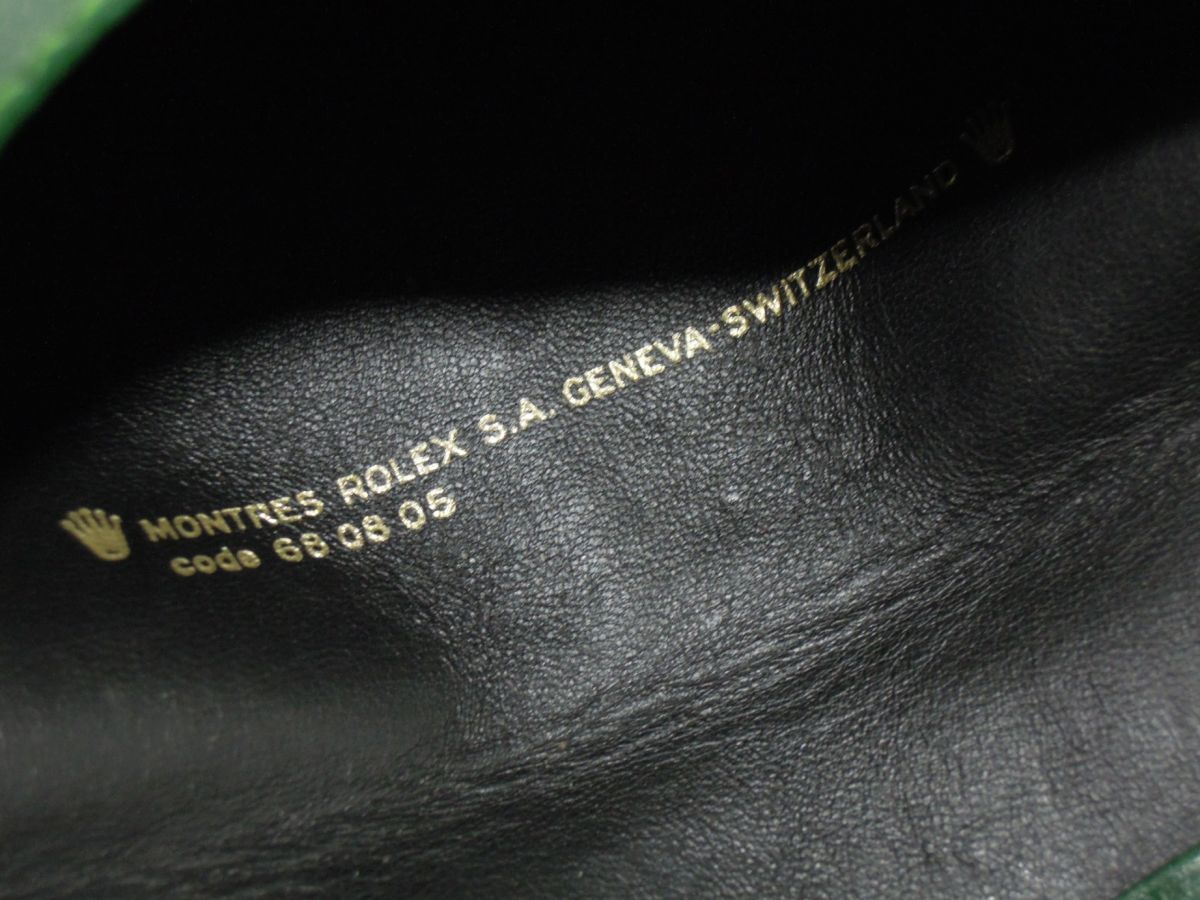 MONTRES ROLEX S.A. GENEVA-SWITZERLAND
code 68 08 05